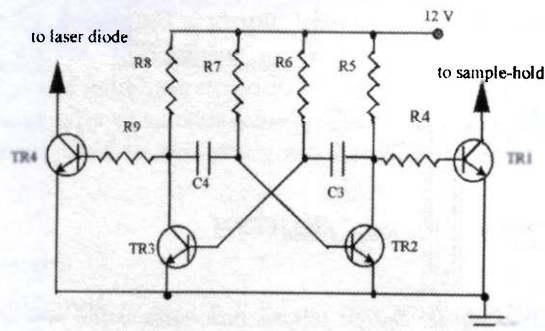 12 V
to laser diode
R8
R7
R6
R5
to sample-hold
R4
R9
TR4
TR1
C4
C3
TR3
TR2